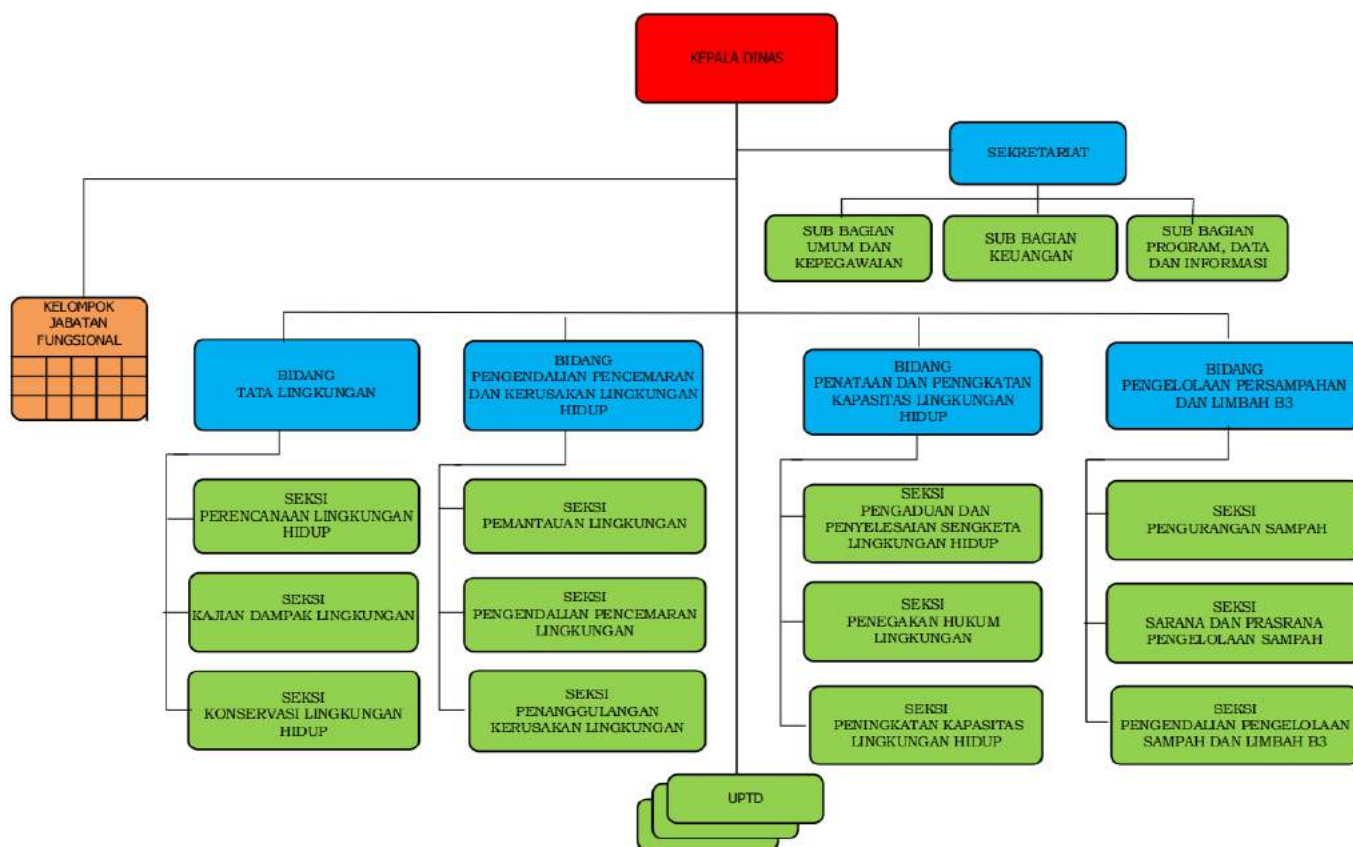 KEPALA DINAS
SEKRETARIAT
SUB BAGIAN
UMUM DAN
KEPEGAWAIAN
SUB BAGIAN
KEUANGAN
SUB BAGIAN
PROGRAM, DATA
DAN INFORMASI
KELOMPOK
JABATAN
FUNGSIONAL
BIDANG
TATA LINGKUNGAN
BIDANG
PENGENDALIAN PENCEMARAN
DAN KERUSAKAN LINGKUNGAN
HIDUP
BIDANG
PENATAAN DAN PENNGKATAN
KAPASITAS LINGKUNGAN
HIDUP
BIDANG
PENGELOLAAN PERSAMPAHAN
DAN LIMBAH B3
SEKSI
PERENCANAAN LINGKUNGAN
HIDUP
SEKSI
PEMANTAUAN LINGKUNGAN
SEKSI
PENGADUAN DAN
PENYELESAIAN SENGKETA
LINGKUNGAN HIDUP
SEKSI
PENGURANGAN SAMPAH
SEKSI
KAJIAN DAMPAK LINGKUNGAN
SEKSI
PENGENDALIAN PENCEMARAN
LINGKUNGAN
SEKSI
PENEGAKAN HUKUM
LINGKUNGAN
SEKSI
SARANA DAN PRASRANA
PENGELOLAAN SAMPAH
SEKSI
KONSERVASI LINGKUNGAN
HIDUP
SEKSI
PENANGGULANGAN
KERUSAKAN LINGKUNGAN
SEKSI
PENINGKATAN KAPASITAS
LINGKUNGAN HIDUP
SEKSI
PENGENDALIAN PENGELOLAAN
SAMPAH DAN LIMBAH B3
UPTD